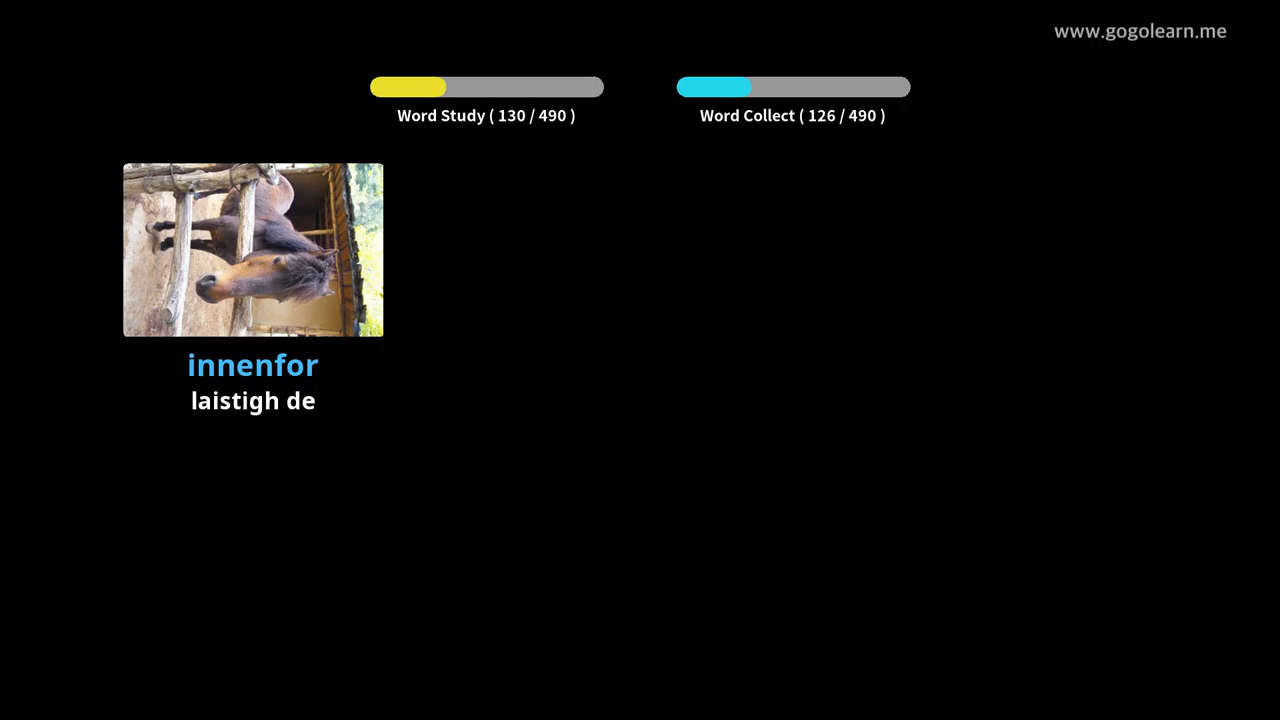 www.gogolearn.me
Word Study ( 130 / 490 )
Word Collect ( 126 / 490 )
innenfor
laistigh de